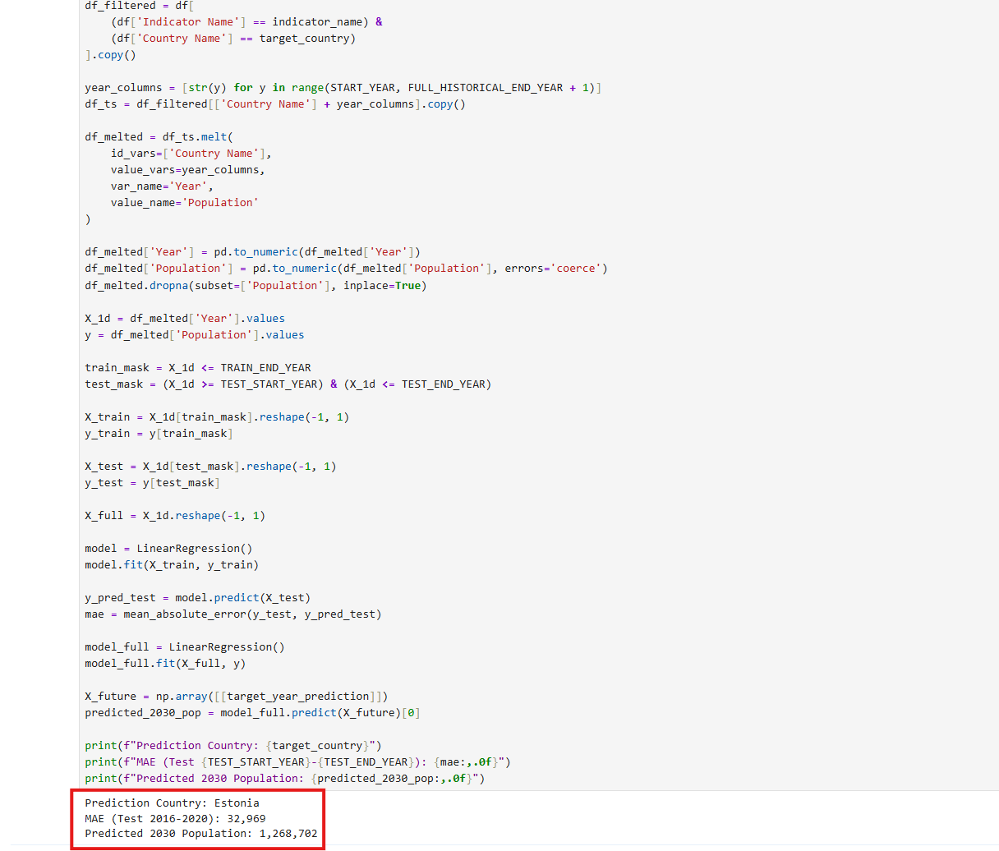 df_filtered = df[
    (df['Indicator Name'] == indicator_name) &
    (df['Country Name'] == target_country)
].copy()

year_columns = [str(y) for y in range(START_YEAR, FULL_HISTORICAL_END_YEAR + 1)]
df_ts = df_filtered[['Country Name'] + year_columns].copy()

df_melted = df_ts.melt(
    id_vars=['Country Name'],
    value_vars=year_columns,
    var_name='Year',
    value_name='Population'
)

df_melted['Year'] = pd.to_numeric(df_melted['Year'])
df_melted['Population'] = pd.to_numeric(df_melted['Population'], errors='coerce')
df_melted.dropna(subset=['Population'], inplace=True)

X_1d = df_melted['Year'].values
y = df_melted['Population'].values

train_mask = X_1d <= TRAIN_END_YEAR
test_mask = (X_1d >= TEST_START_YEAR) & (X_1d <= TEST_END_YEAR)

X_train = X_1d[train_mask].reshape(-1, 1)
y_train = y[train_mask]

X_test = X_1d[test_mask].reshape(-1, 1)
y_test = y[test_mask]

X_full = X_1d.reshape(-1, 1)

model = LinearRegression()
model.fit(X_train, y_train)

y_pred_test = model.predict(X_test)
mae = mean_absolute_error(y_test, y_pred_test)

model_full = LinearRegression()
model_full.fit(X_full, y)

X_future = np.array([[target_year_prediction]])
predicted_2030_pop = model_full.predict(X_future)[0]

print(f"Prediction Country: {target_country}")
print(f"MAE (Test {TEST_START_YEAR}-{TEST_END_YEAR}): {mae:,.0f}")
print(f"Predicted 2030 Population: {predicted_2030_pop:,.0f}")
Prediction Country: Estonia
MAE (Test 2016-2020): 32,969
Predicted 2030 Population: 1,268,702